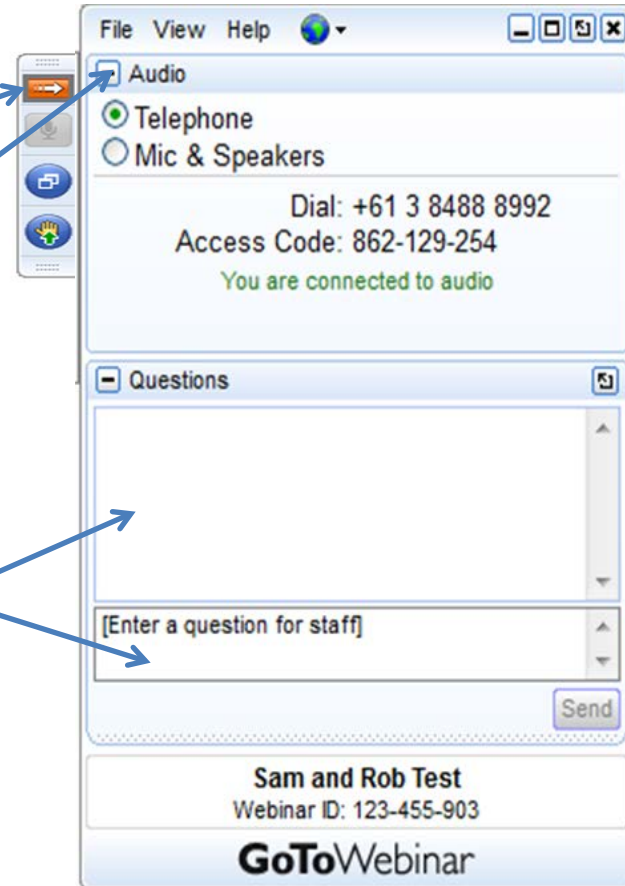 File View Help
Audio
Telephone
Mic & Speakers
Dial: +61 3 8488 8992
Access Code: 862-129-254
You are connected to audio
Questions
[Enter a question for staff]
Send
Sam and Rob Test
Webinar ID: 123-455-903
GoToWebinar